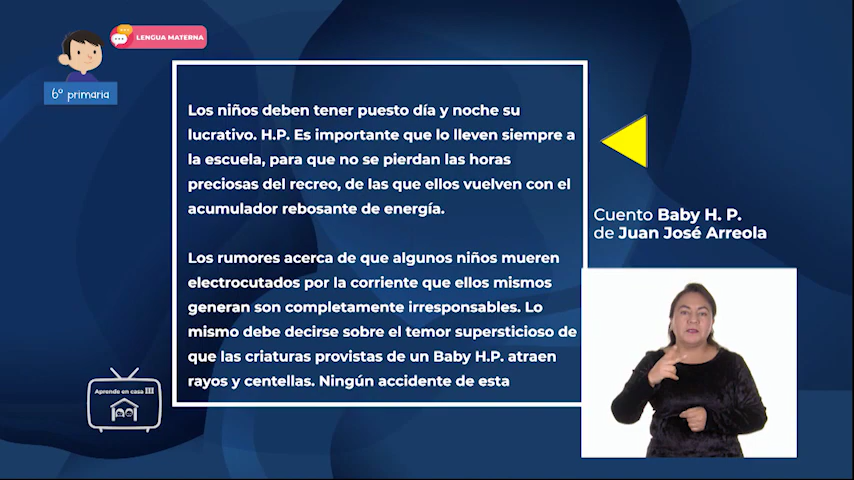 LENGUA MATERNA
6º primaria
Los niños deben tener puesto día y noche su
lucrativo. H.P. Es importante que lo lleven siempre a
la escuela, para que no se pierdan las horas
preciosas del recreo, de las que ellos vuelven con el
acumulador rebosante de energía.
Los rumores acerca de que algunos niños mueren
electrocutados por la corriente que ellos mismos
generan son completamente irresponsables. Lo
mismo debe decirse sobre el temor supersticioso de
que las criaturas provistas de un Baby H.P. atraen
rayos y centellas. Ningún accidente de esta
Cuento Baby H. P.
de Juan José Arreola
Aprende en casa III